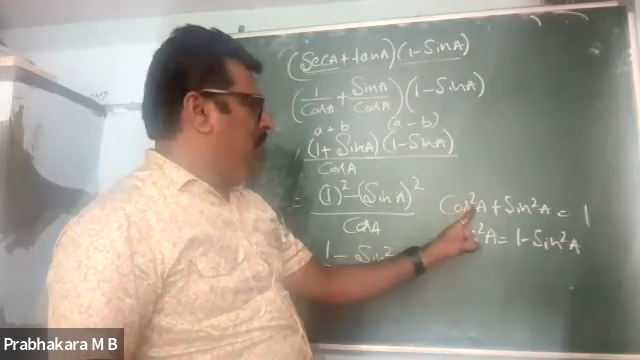 (SecA+tanA)(1-SinA)
(1/CosA + SinA/CosA)(1-SinA)
a+b (a-b)
(1+SinA)(1-SinA)
CosA
= (1)²-(SinA)²
CosA
1-Sin²
Cos²A+Sin²A = 1
²A = 1-Sin²A
Prabhakara M B